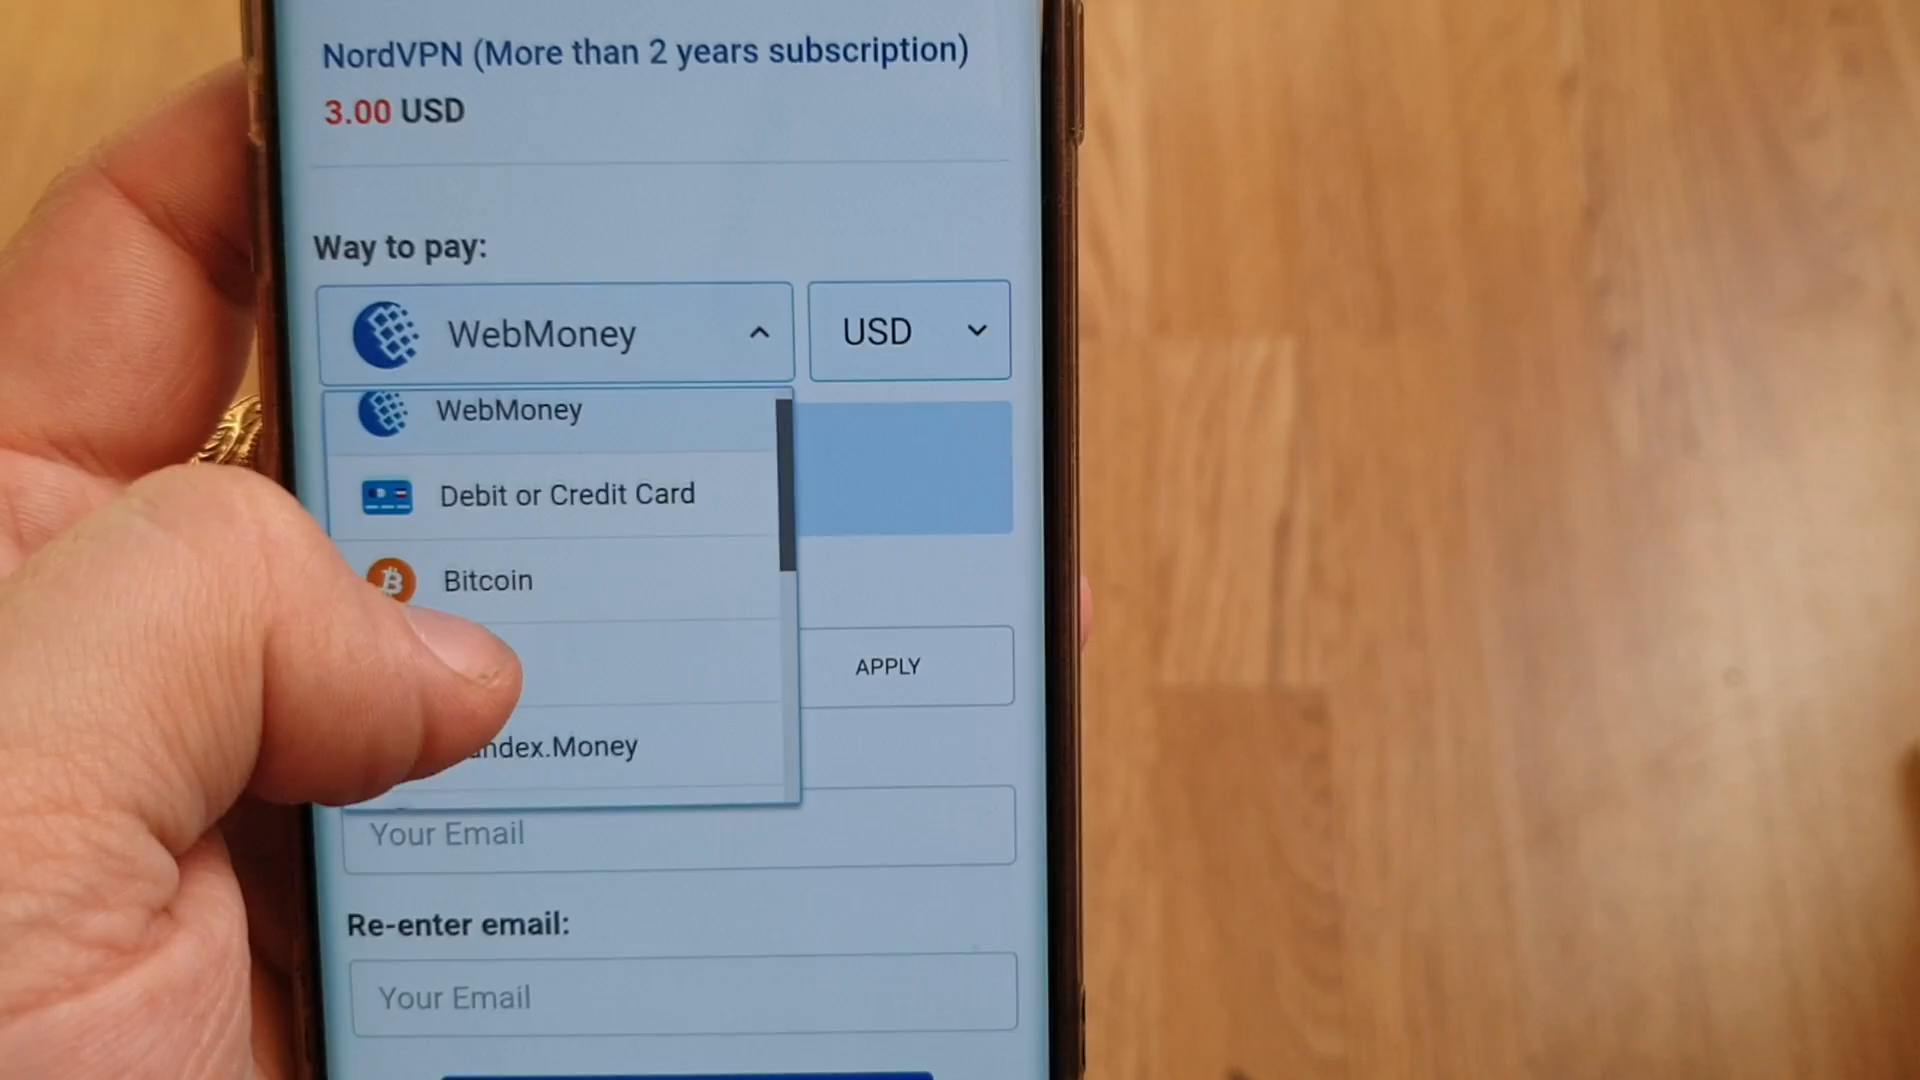 NordVPN (More than 2 years subscription)
3.00 USD
Way to pay:
WebMoney USD
WebMoney
Debit or Credit Card
Bitcoin
APPLY
ndex.Money
Your Email
Re-enter email:
Your Email